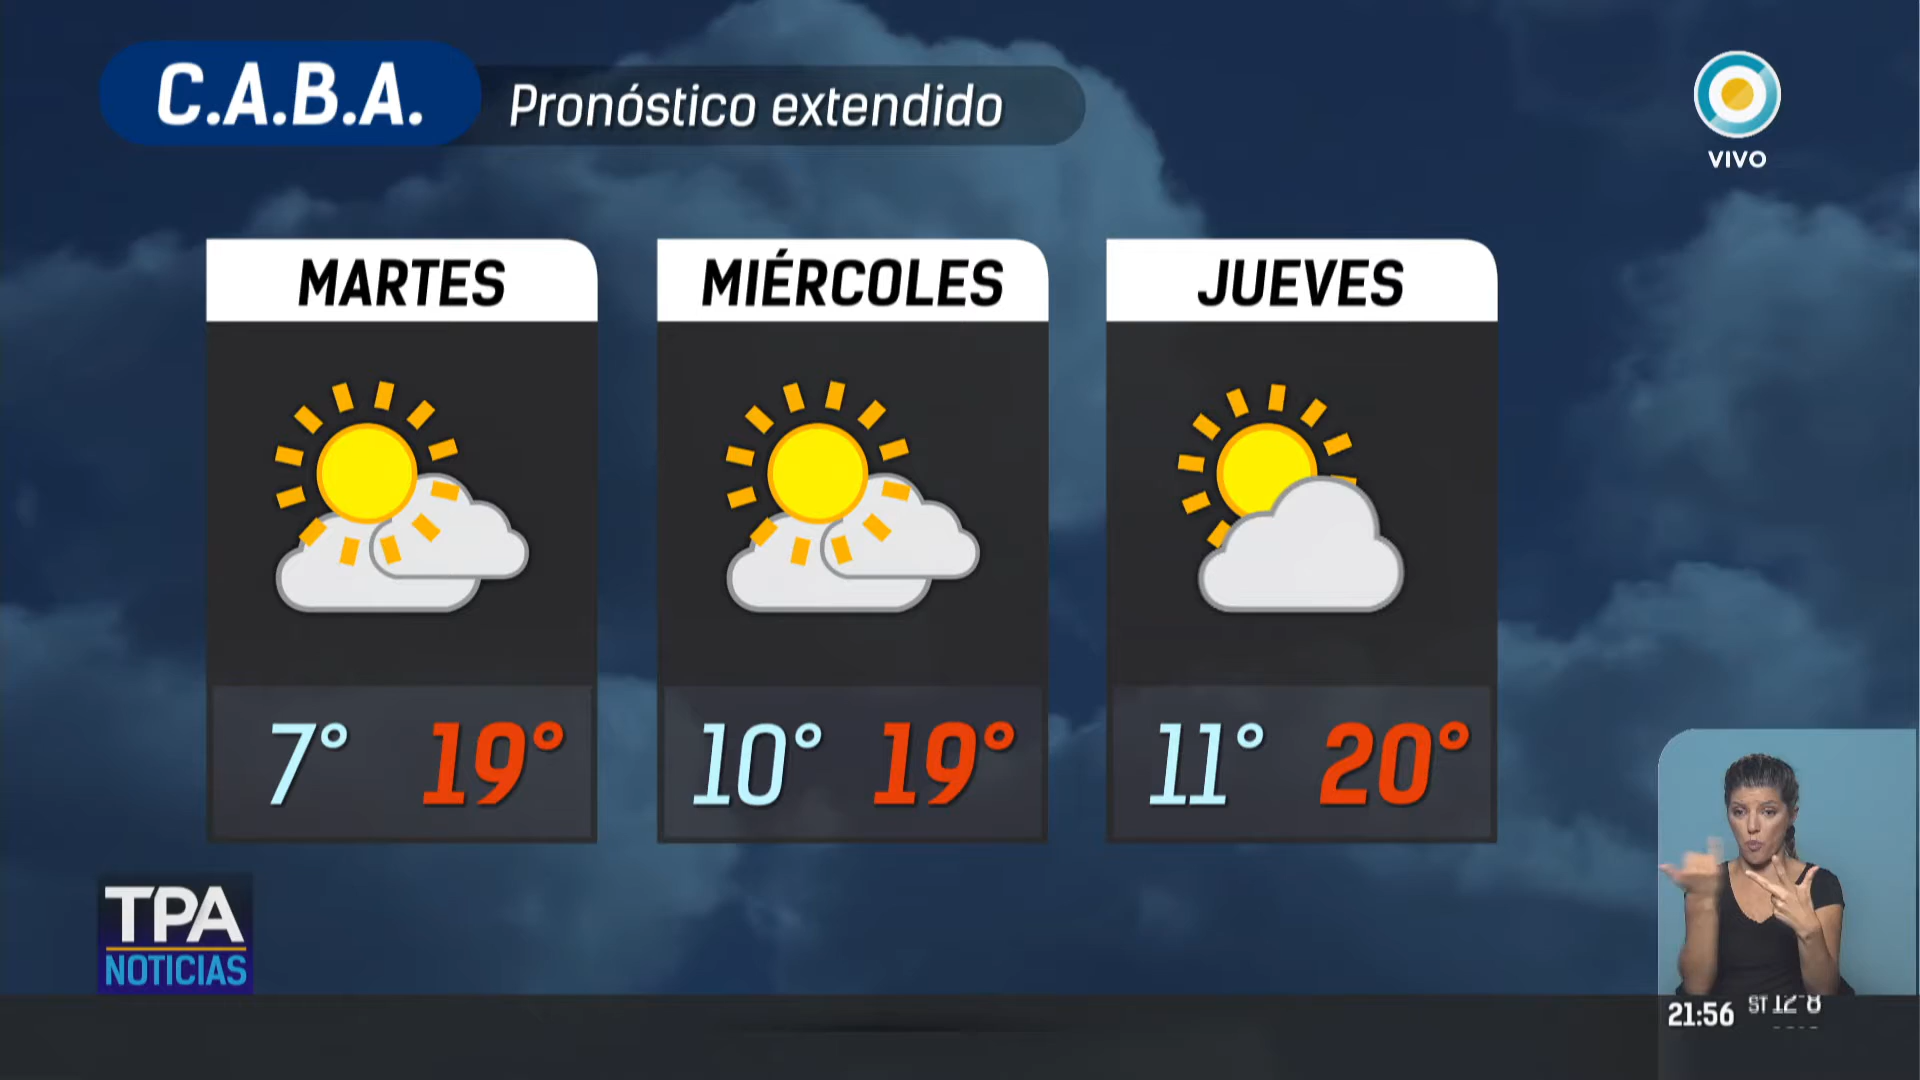 C.A.B.A.
Pronóstico extendido
VIVO
MARTES
MIÉRCOLES
JUEVES
7° 19°
10° 19°
11° 20°
TPA
NOTICIAS
21:56